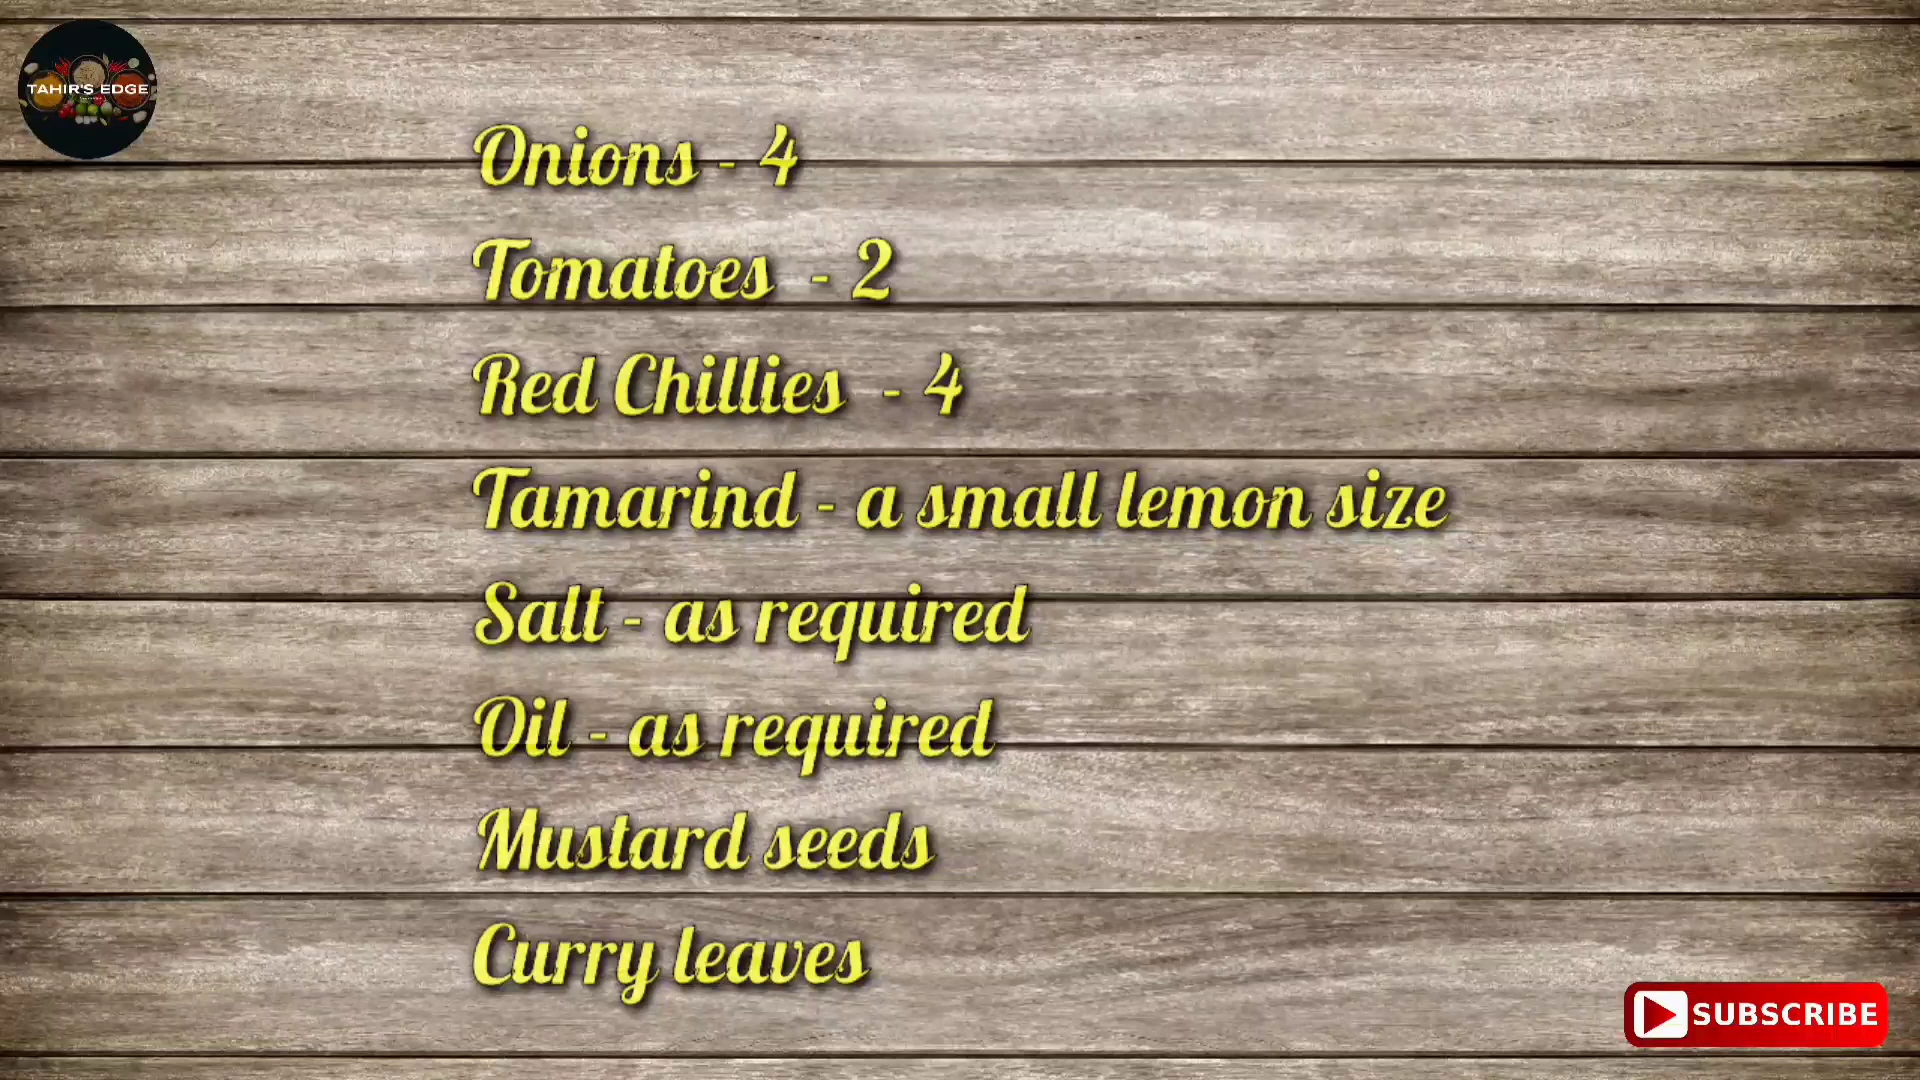 TAHIR'S EDGE
Onions - 4
Tomatoes - 2
Red Chillies - 4
Tamarind - a small lemon size
Salt - as required
Oil - as required
Mustard seeds
Curry leaves
SUBSCRIBE